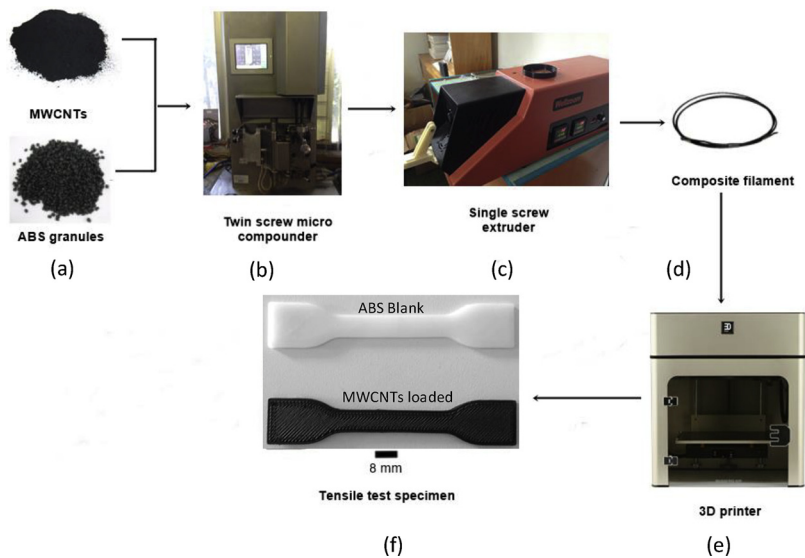 MWCNTs
ABS granules
(a)
Twin screw micro
compounder
(b)
Single screw
extruder
(c)
Composite filament
(d)
3D
3D printer
(e)
ABS Blank
MWCNTs loaded
8 mm
Tensile test specimen
(f)